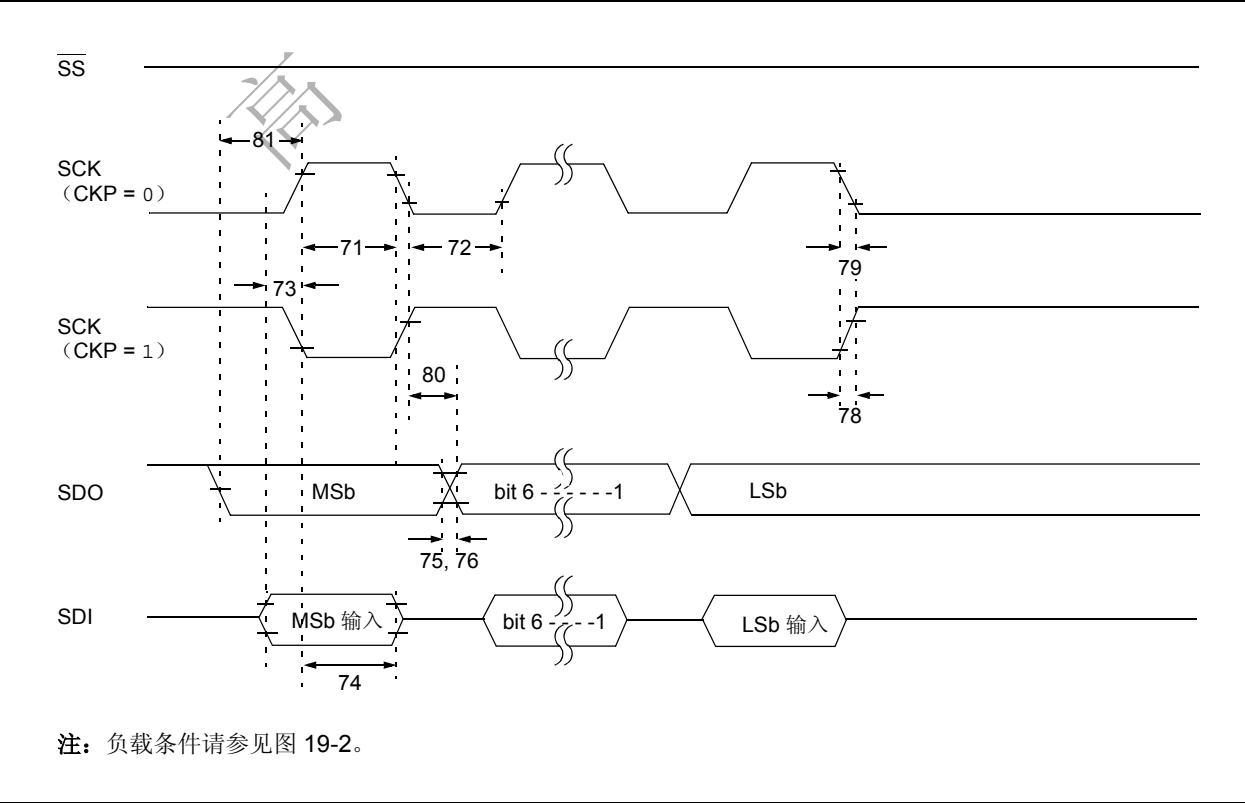 SS
高
81
SCK
（CKP = 0）
71
72
79
73
SCK
（CKP = 1）
80
78
SDO
MSb
bit 6 - - - - - -1
LSb
75, 76
SDI
MSb 输入
bit 6 - - - - -1
LSb 输入
74
注：负载条件请参见图 19-2。